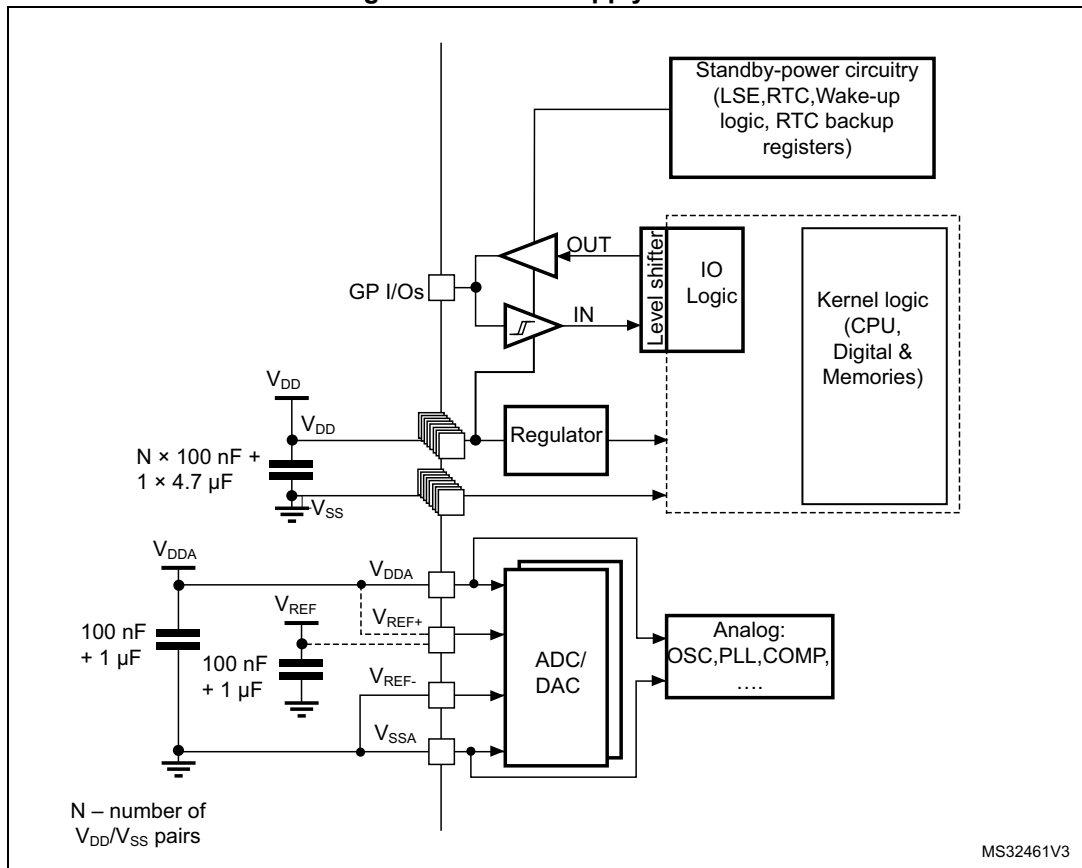 Standby-power circuitry
(LSE,RTC,Wake-up
logic, RTC backup
registers)
OUT
Level shifter
IO
Logic
GP I/Os
IN
Kernel logic
(CPU,
Digital &
Memories)
VDD
VDD
Regulator
N × 100 nF +
1 × 4.7 µF
VSS
VDDA
VDDA
VREF
VREF+
100 nF
+ 1 µF
100 nF
+ 1 µF
VREF-
ADC/
DAC
Analog:
OSC,PLL,COMP,
….
VSSA
N – number of
VDD/VSS pairs
MS32461V3